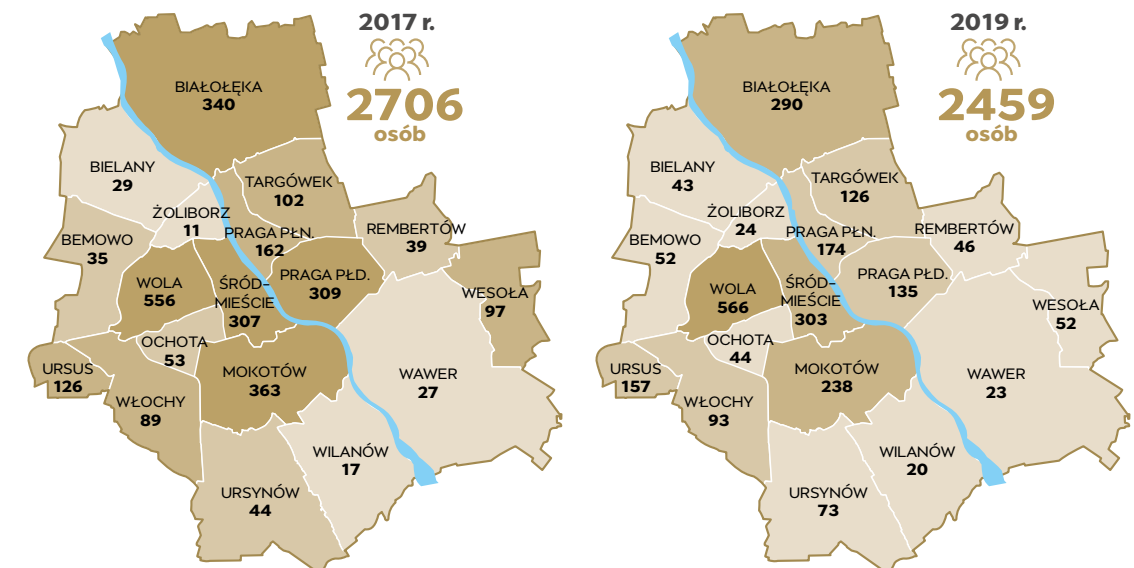 2017 r.
2706
osób
BIAŁOŁĘKA
340
BIELANY
29
TARGÓWEK
102
ŻOLIBORZ
11
PRAGA PŁN.
162
REMBERTÓW
39
BEMOWO
35
WOLA
556
ŚRÓD-
MIEŚCIE
307
PRAGA PŁD.
309
WESOŁA
97
OCHOTA
53
URSUS
126
MOKOTÓW
363
WAWER
27
WŁOCHY
89
WILANÓW
17
URSYNÓW
44
2019 r.
2459
osób
BIAŁOŁĘKA
290
BIELANY
43
TARGÓWEK
126
ŻOLIBORZ
24
PRAGA PŁN.
174
REMBERTÓW
46
BEMOWO
52
WOLA
566
ŚRÓD-
MIEŚCIE
303
PRAGA PŁD.
135
WESOŁA
52
OCHOTA
44
URSUS
157
MOKOTÓW
238
WAWER
23
WŁOCHY
93
WILANÓW
20
URSYNÓW
73